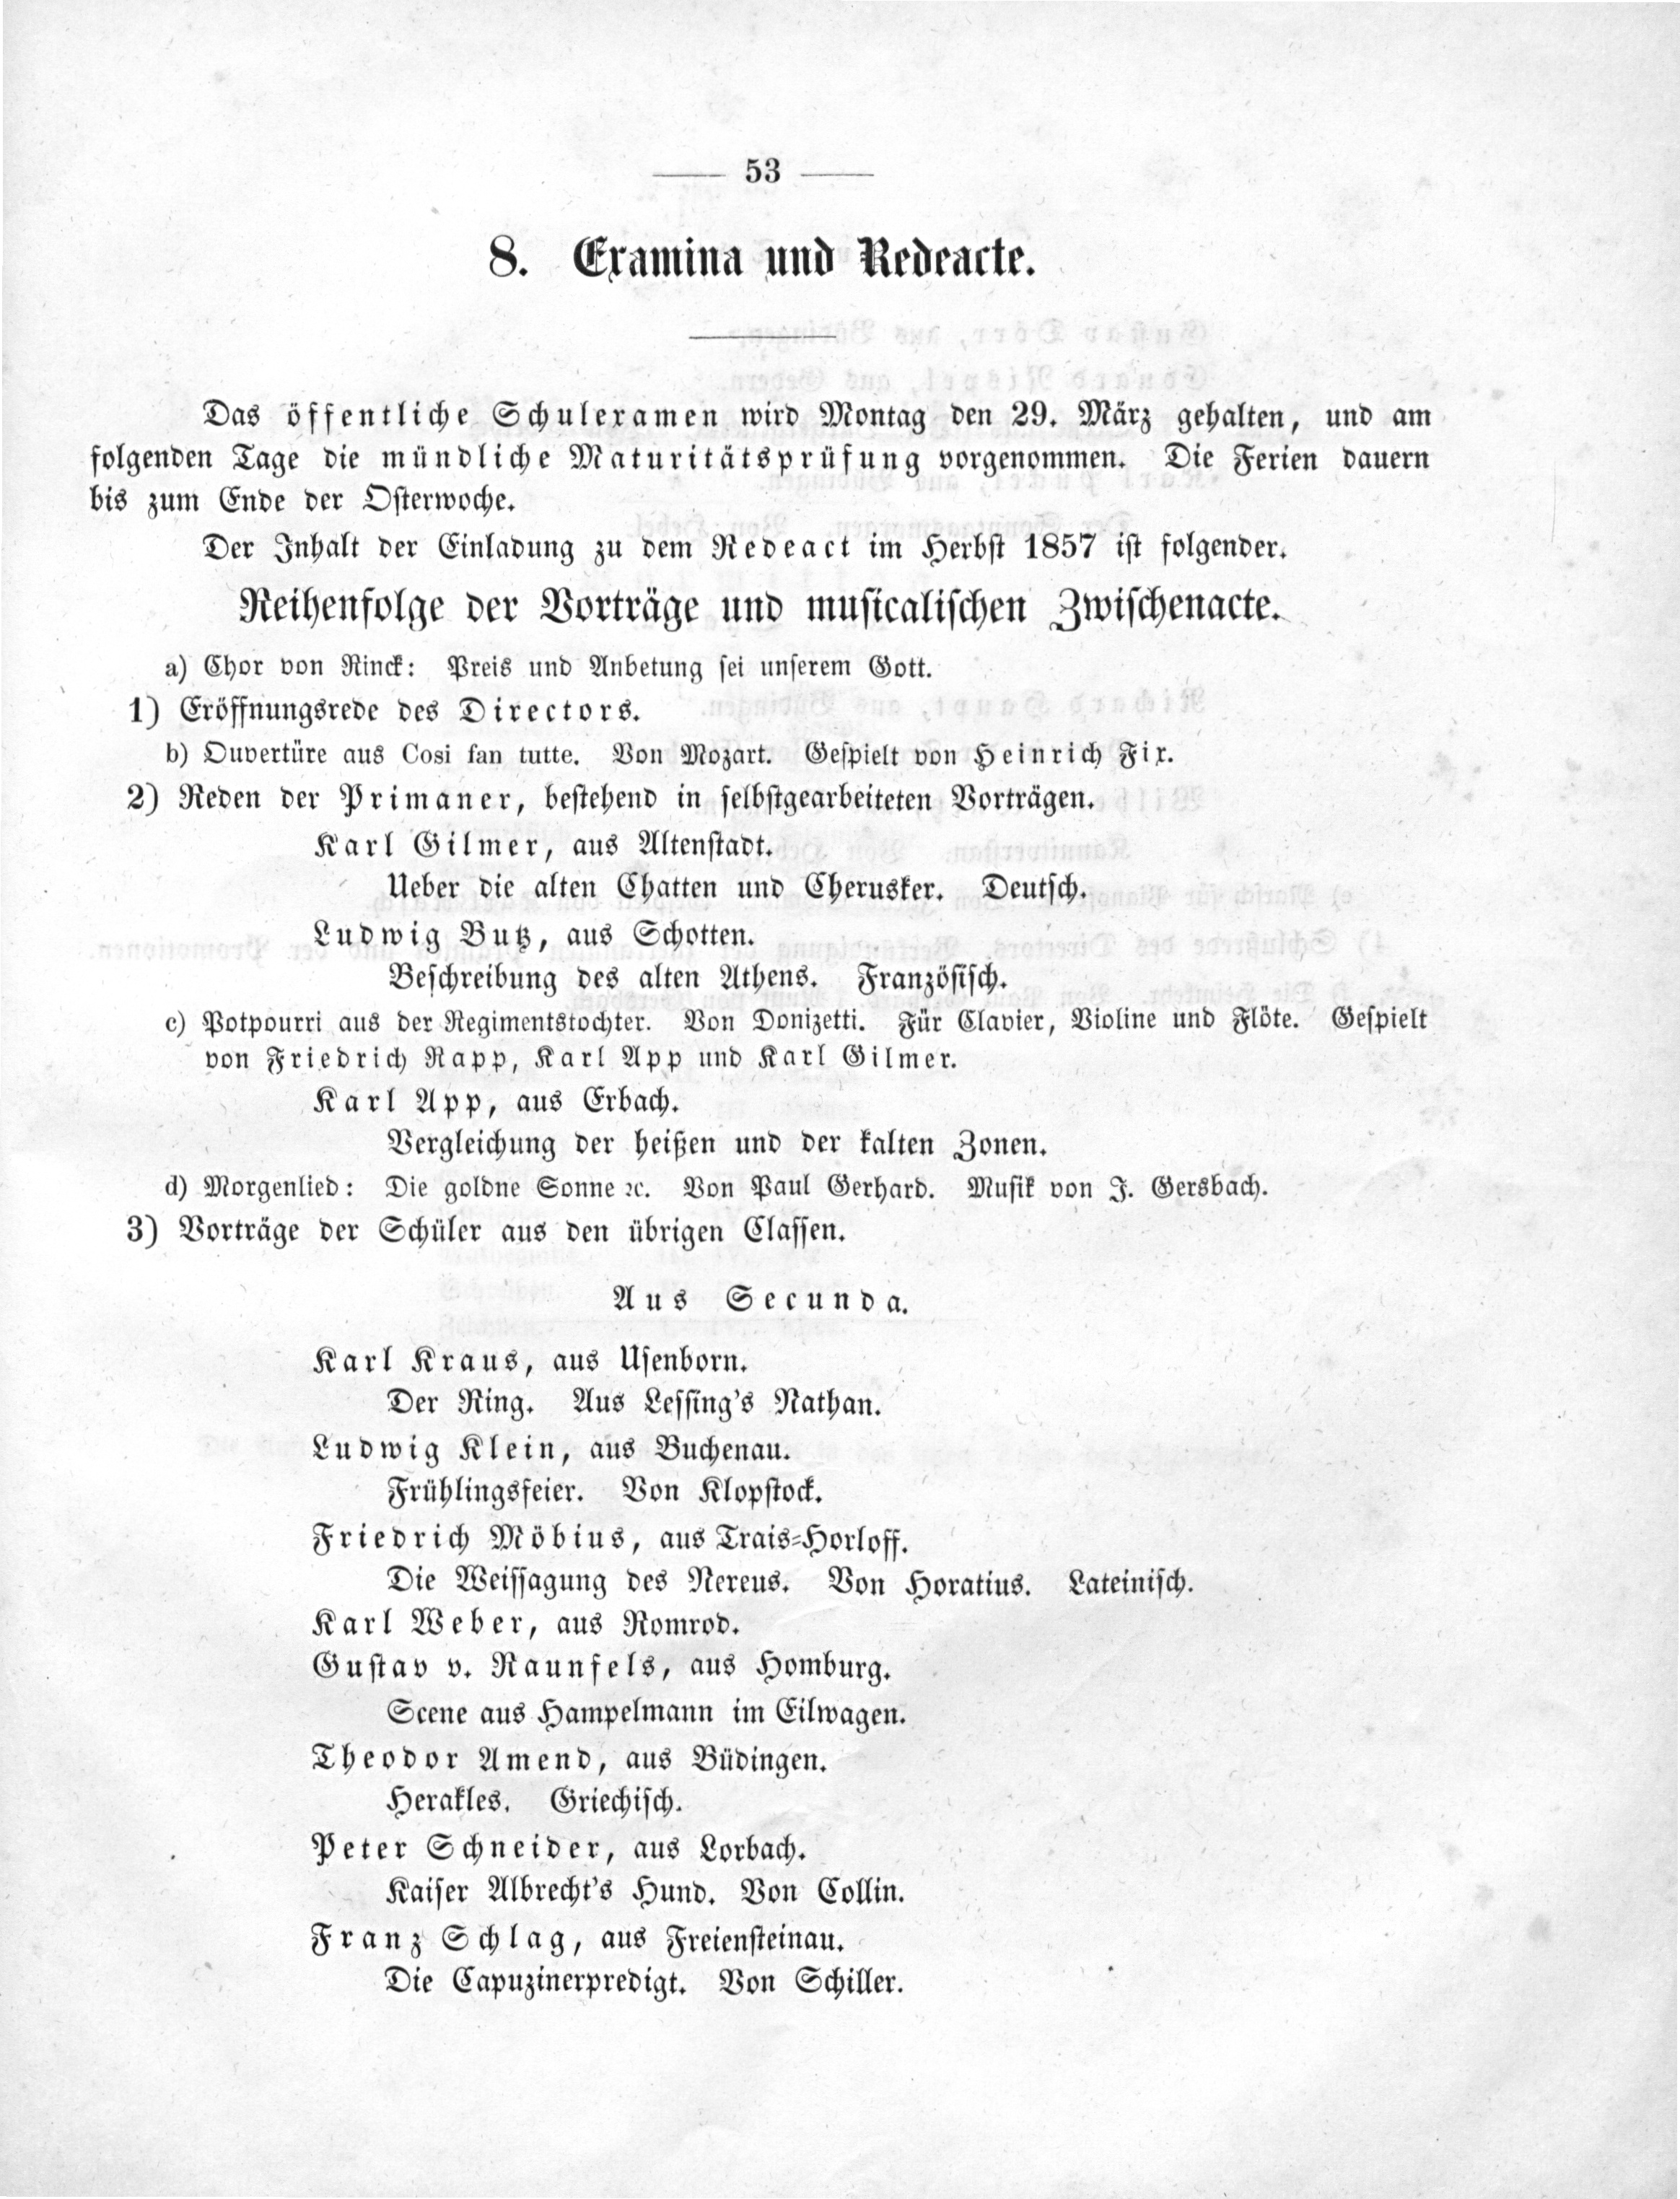 53
8. Examina und Redeacte.
Das öffentliche Schulexamen wird Montag den 29. März gehalten, und am
folgenden Tage die mündliche Maturitätsprüfung vorgenommen. Die Ferien dauern
bis zum Ende der Osterwoche.
Der Inhalt der Einladung zu dem Redeact im Herbst 1857 ist folgender.
Reihenfolge der Vorträge und musicalischen Zwischenacte.
a) Chor von Rinck: Preis und Anbetung sei unserem Gott.
1) Eröffnungsrede des Directors.
b) Ouvertüre aus Cosi fan tutte. Von Mozart. Gespielt von Heinrich Fix.
2) Reden der Primaner, bestehend in selbstgearbeiteten Vorträgen.
Karl Gilmer, aus Altenstadt.
Ueber die alten Chatten und Cherusker. Deutsch.
Ludwig Butz, aus Schotten.
Beschreibung des alten Athens. Französisch.
c) Potpourri aus der Regimentstochter. Von Donizetti. Für Clavier, Violine und Flöte. Gespielt
von Friedrich Rapp, Karl App und Karl Gilmer.
Karl App, aus Erbach.
Vergleichung der heißen und der kalten Zonen.
d) Morgenlied: Die goldne Sonne ꝛc. Von Paul Gerhard. Musik von J. Gersbach.
3) Vorträge der Schüler aus den übrigen Classen.
Aus Secunda.
Karl Kraus, aus Usenborn.
Der Ring. Aus Lessing's Nathan.
Ludwig Klein, aus Buchenau.
Frühlingsfeier. Von Klopstock.
Friedrich Möbius, aus Trais-Horloff.
Die Weissagung des Nereus. Von Horatius. Lateinisch.
Karl Weber, aus Romrod.
Gustav v. Raunfels, aus Homburg.
Scene aus Hampelmann im Eilwagen.
Theodor Amend, aus Büdingen.
Herakles. Griechisch.
Peter Schneider, aus Lorbach.
Kaiser Albrecht's Hund. Von Collin.
Franz Schlag, aus Freiensteinau.
Die Capuzinerpredigt. Von Schiller.